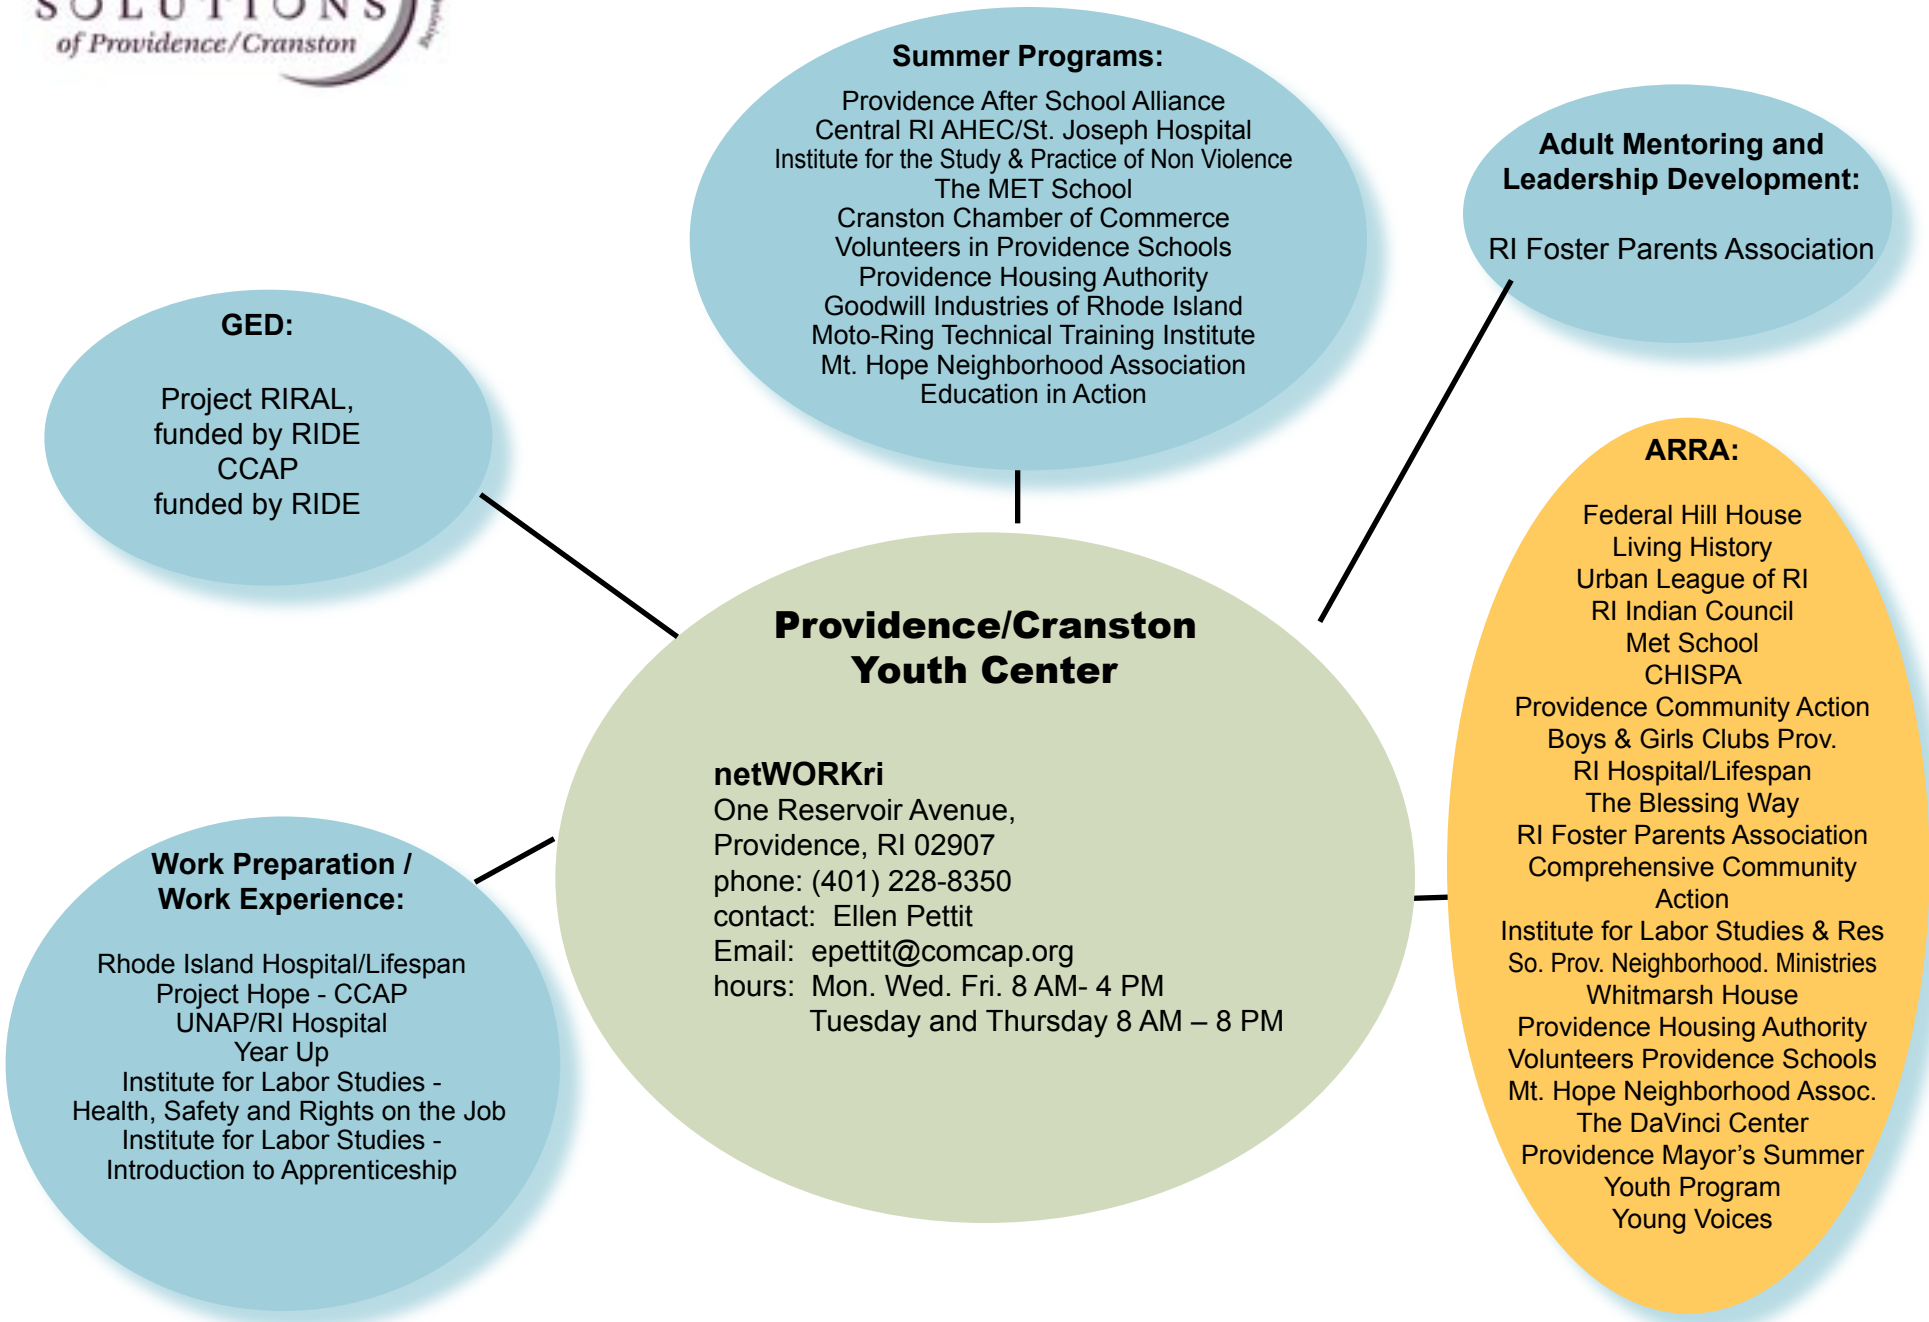 SOLUTIONS
of Providence/Cranston
Summer Programs:
Providence After School Alliance
Central RI AHEC/St. Joseph Hospital
Institute for the Study & Practice of Non Violence
The MET School
Cranston Chamber of Commerce
Volunteers in Providence Schools
Providence Housing Authority
Goodwill Industries of Rhode Island
Moto-Ring Technical Training Institute
Mt. Hope Neighborhood Association
Education in Action
Adult Mentoring and
Leadership Development:
RI Foster Parents Association
GED:
Project RIRAL,
funded by RIDE
CCAP
funded by RIDE
ARRA:
Federal Hill House
Living History
Urban League of RI
RI Indian Council
Met School
CHISPA
Providence Community Action
Boys & Girls Clubs Prov.
RI Hospital/Lifespan
The Blessing Way
RI Foster Parents Association
Comprehensive Community
Action
Institute for Labor Studies & Res
So. Prov. Neighborhood. Ministries
Whitmarsh House
Providence Housing Authority
Volunteers Providence Schools
Mt. Hope Neighborhood Assoc.
The DaVinci Center
Providence Mayor’s Summer
Youth Program
Young Voices
Providence/Cranston
Youth Center
netWORKri
One Reservoir Avenue,
Providence, RI 02907
phone: (401) 228-8350
contact:  Ellen Pettit
Email:  epettit@comcap.org
hours:  Mon. Wed. Fri. 8 AM- 4 PM
Tuesday and Thursday 8 AM – 8 PM
Work Preparation /
Work Experience:
Rhode Island Hospital/Lifespan
Project Hope - CCAP
UNAP/RI Hospital
Year Up
Institute for Labor Studies -
Health, Safety and Rights on the Job
Institute for Labor Studies -
Introduction to Apprenticeship